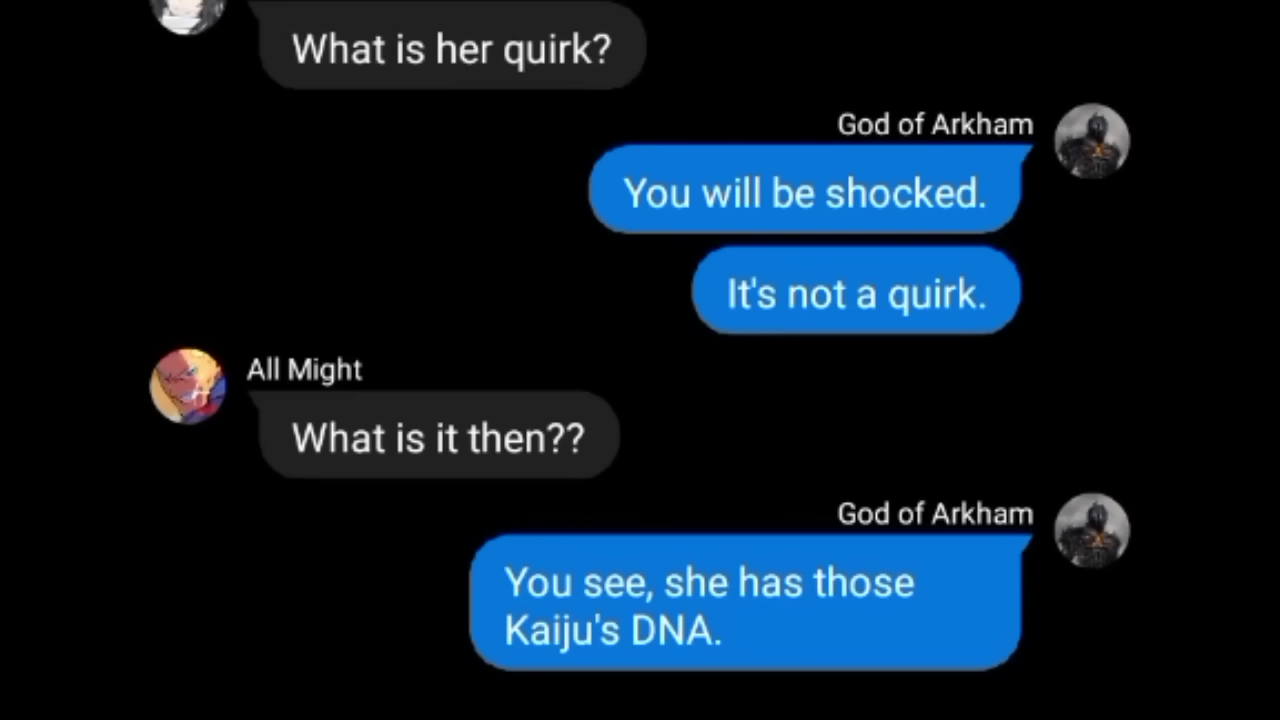 What is her quirk?
God of Arkham
You will be shocked.
It's not a quirk.
All Might
What is it then??
God of Arkham
You see, she has those
Kaiju's DNA.